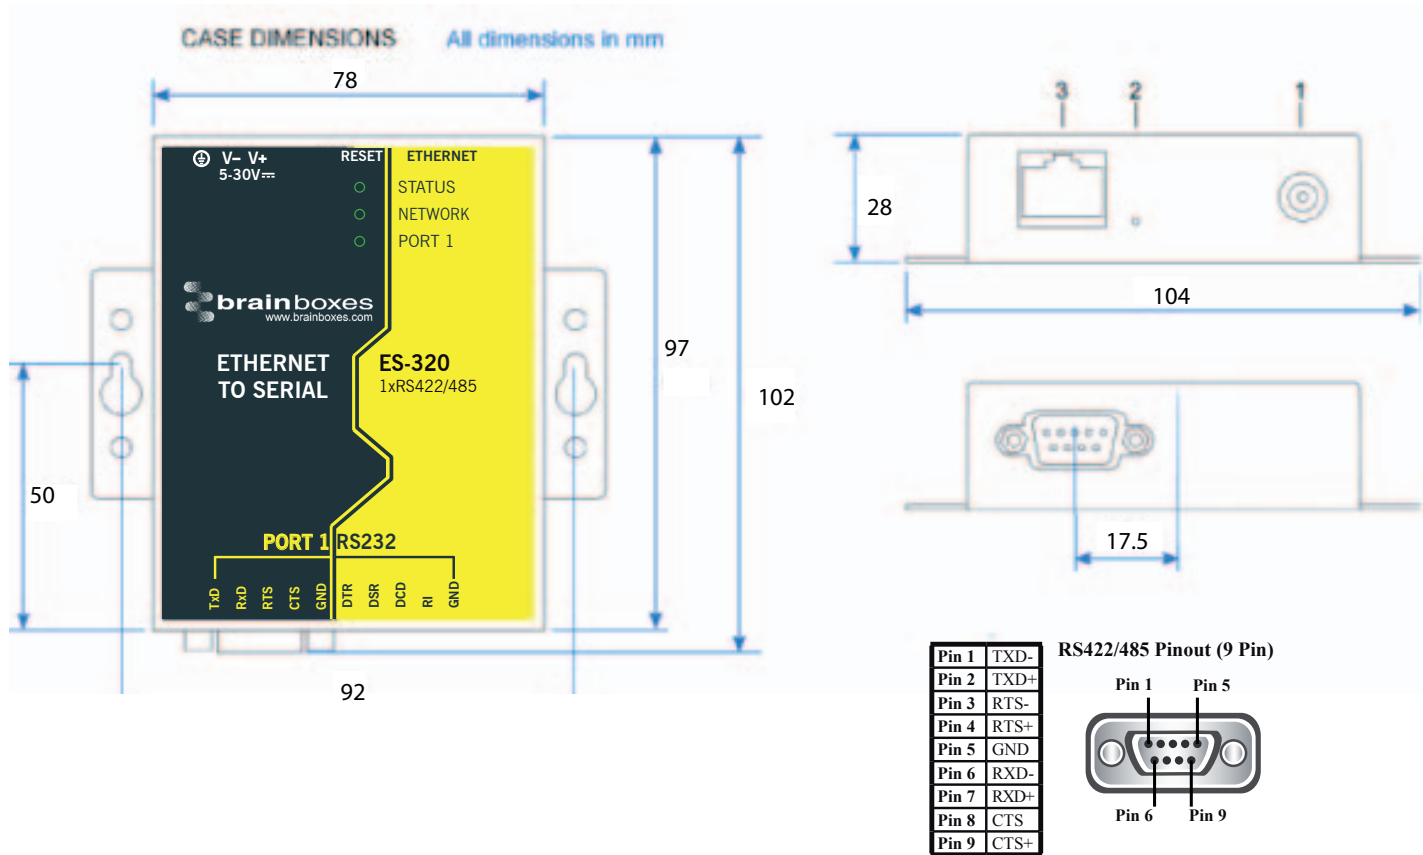 CASE DIMENSIONS
All dimensions in mm
78
V– V+
5-30V
RESET
ETHERNET
STATUS
NETWORK
PORT 1
brainboxes
www.brainboxes.com
ETHERNET
TO SERIAL
ES-320
1xRS422/485
PORT 1 RS232
TxD
RxD
RTS
CTS
GND
DTR
DSR
DCD
RI
GND
50
92
97
102
3
2
1
28
104
17.5
Pin 1 TXD-
Pin 2 TXD+
Pin 3 RTS-
Pin 4 RTS+
Pin 5 GND
Pin 6 RXD-
Pin 7 RXD+
Pin 8 CTS
Pin 9 CTS+
RS422/485 Pinout (9 Pin)
Pin 1
Pin 5
Pin 6
Pin 9